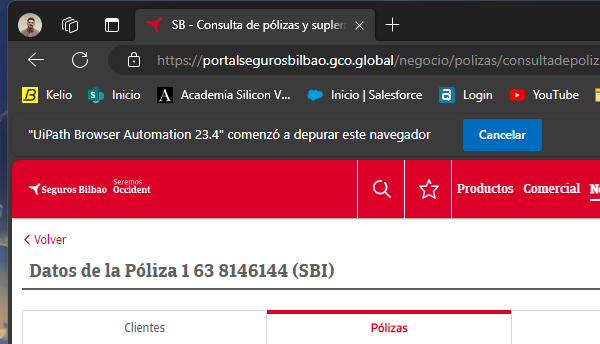 SB - Consulta de pólizas y suplem
https://portalsegurosbilbao.gco.global/negocio/polizas/consultadepoliz
Kelio Inicio Academia Silicon V... Inicio | Salesforce Login YouTube
"UiPath Browser Automation 23.4" comenzó a depurar este navegador Cancelar
Seguros Bilbao Seremos Occident Productos Comercial Ne
Volver
Datos de la Póliza 1 63 8146144 (SBI)
Clientes Pólizas